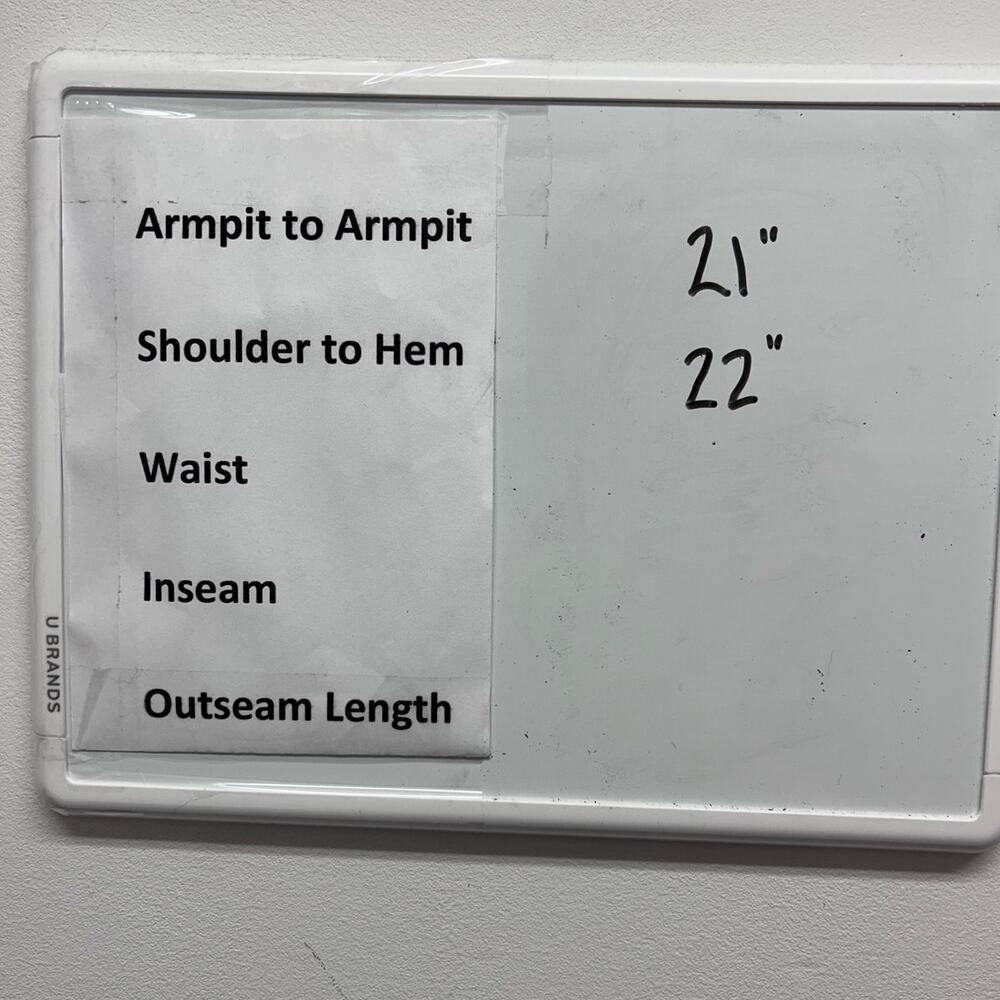 Armpit to Armpit 21"
Shoulder to Hem 22"
Waist
Inseam
Outseam Length
U BRANDS